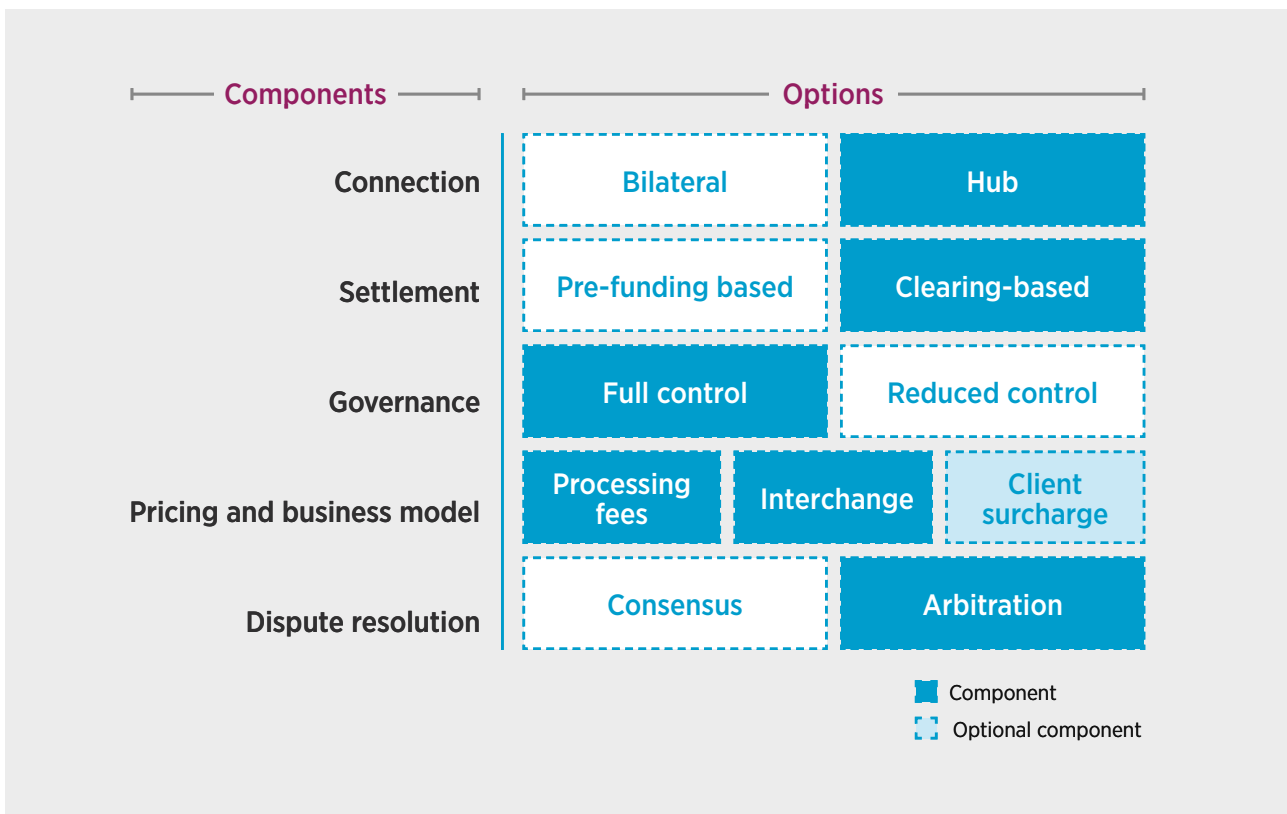 Components
Options
Connection
Bilateral
Hub
Settlement
Pre-funding based
Clearing-based
Governance
Full control
Reduced control
Pricing and business model
Processing
fees
Interchange
Client
surcharge
Dispute resolution
Consensus
Arbitration
Component
Optional component